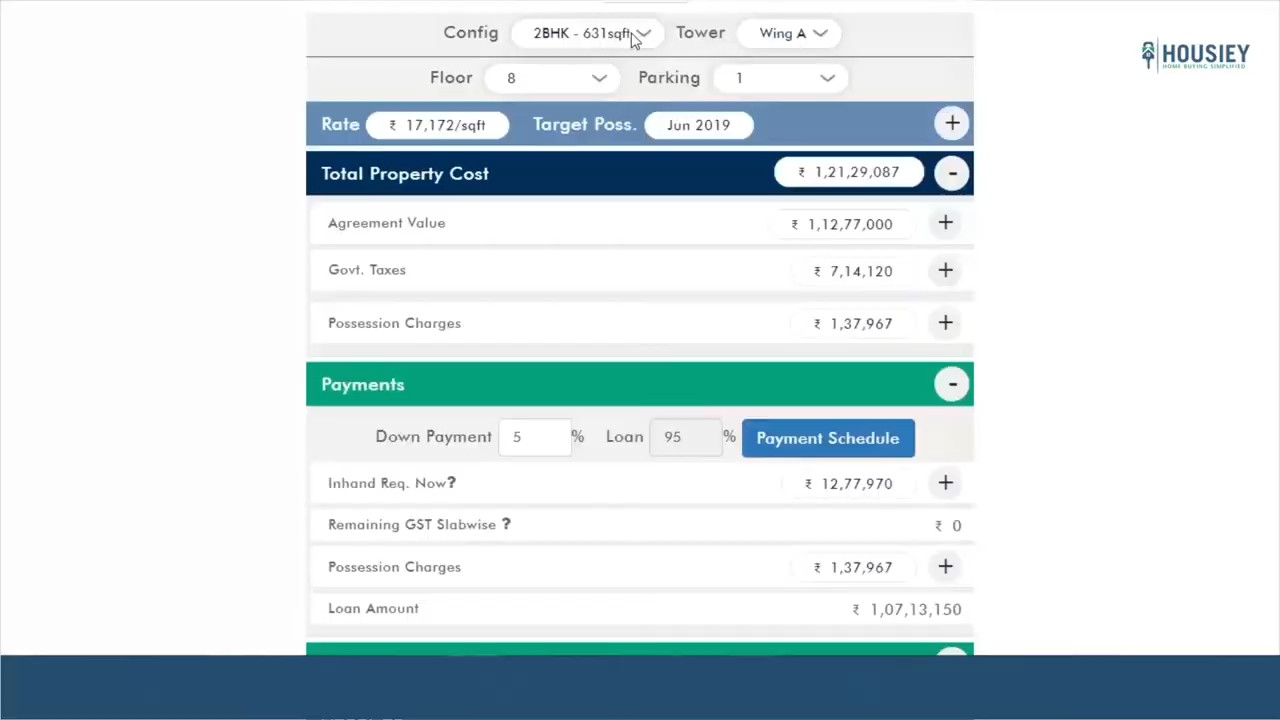 Config 2BHK - 631sqft Tower Wing A
HOUSIEY
HOME BUYING SIMPLIFIED
Floor 8 Parking 1
Rate ₹ 17,172/sqft Target Poss. Jun 2019 +
Total Property Cost ₹ 1,21,29,087 -
Agreement Value ₹ 1,12,77,000 +
Govt. Taxes ₹ 7,14,120 +
Possession Charges ₹ 1,37,967 +
Payments -
Down Payment 5 % Loan 95 % Payment Schedule
Inhand Req. Now? ₹ 12,77,970 +
Remaining GST Slabwise ? ₹ 0
Possession Charges ₹ 1,37,967 +
Loan Amount ₹ 1,07,13,150